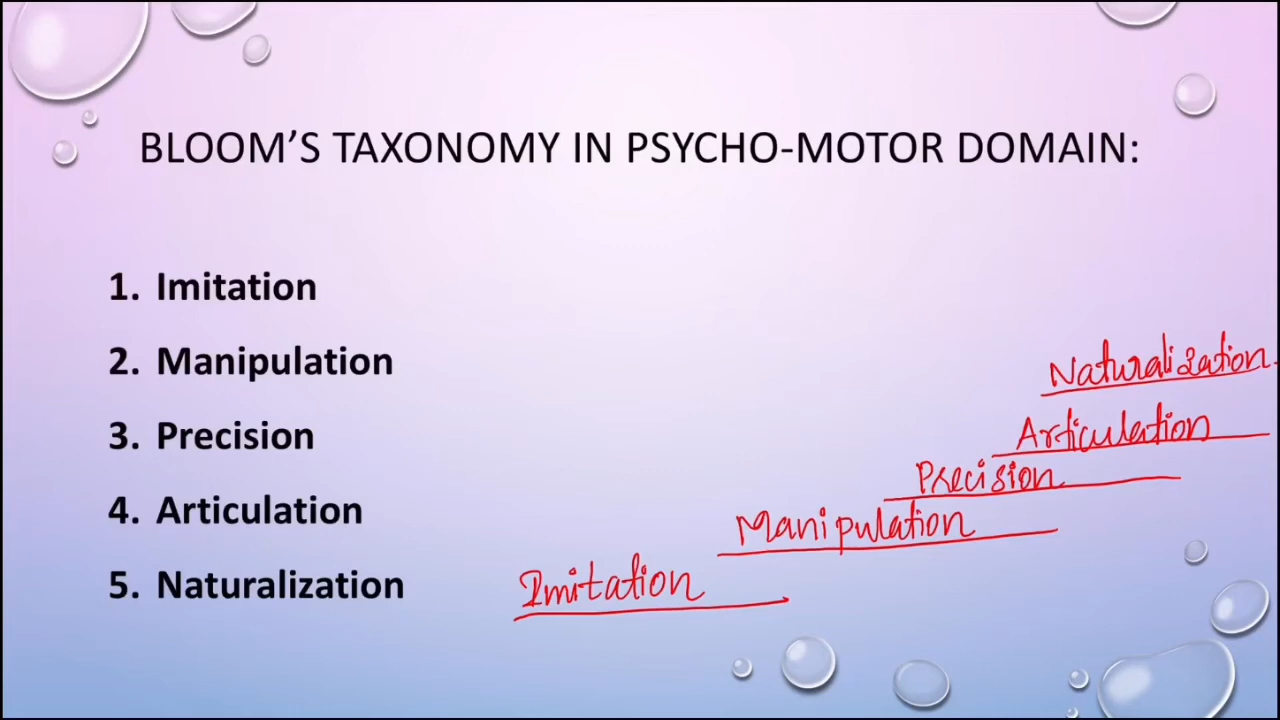 BLOOM'S TAXONOMY IN PSYCHO-MOTOR DOMAIN:
1. Imitation
2. Manipulation
3. Precision
4. Articulation
5. Naturalization
Naturalization.
Articulation
Precision
Manipulation
Imitation